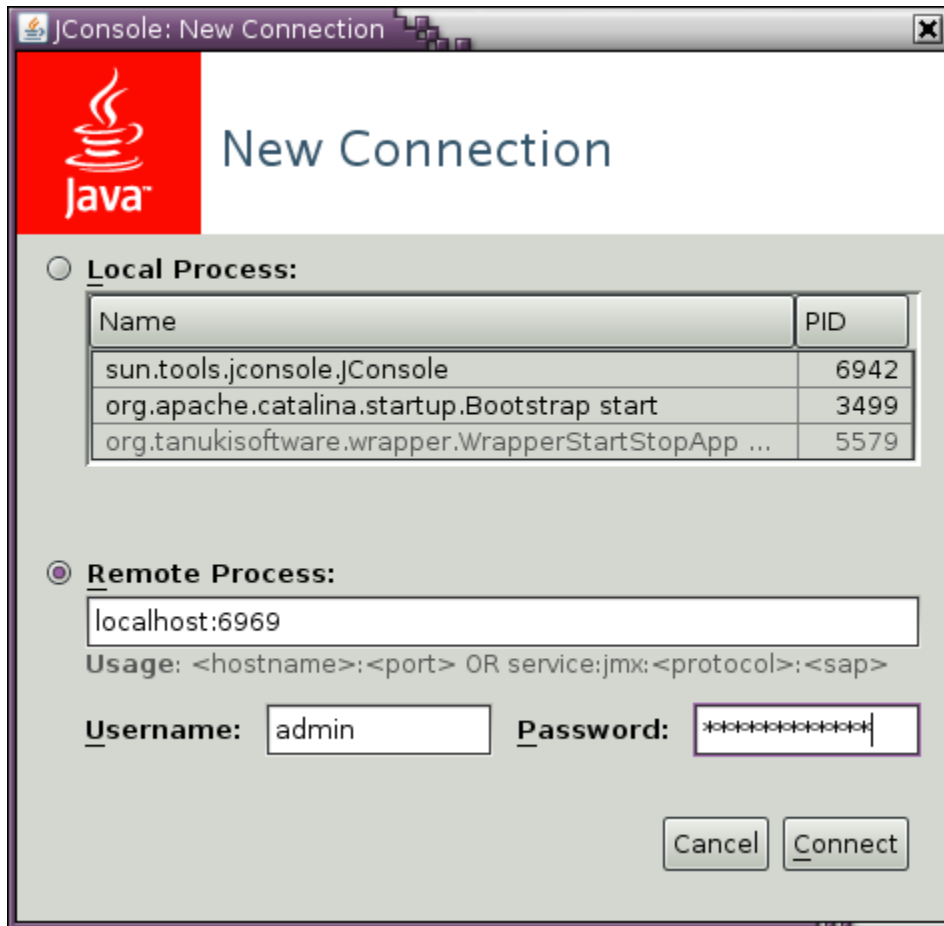 JConsole: New Connection
Java™
New Connection
Local Process:
Name PID
sun.tools.jconsole.JConsole 6942
org.apache.catalina.startup.Bootstrap start 3499
org.tanukisoftware.wrapper.WrapperStartStopApp ... 5579
Remote Process:
localhost:6969
Usage: <hostname>:<port> OR service:jmx:<protocol>:<sap>
Username: admin Password: *************
Cancel Connect